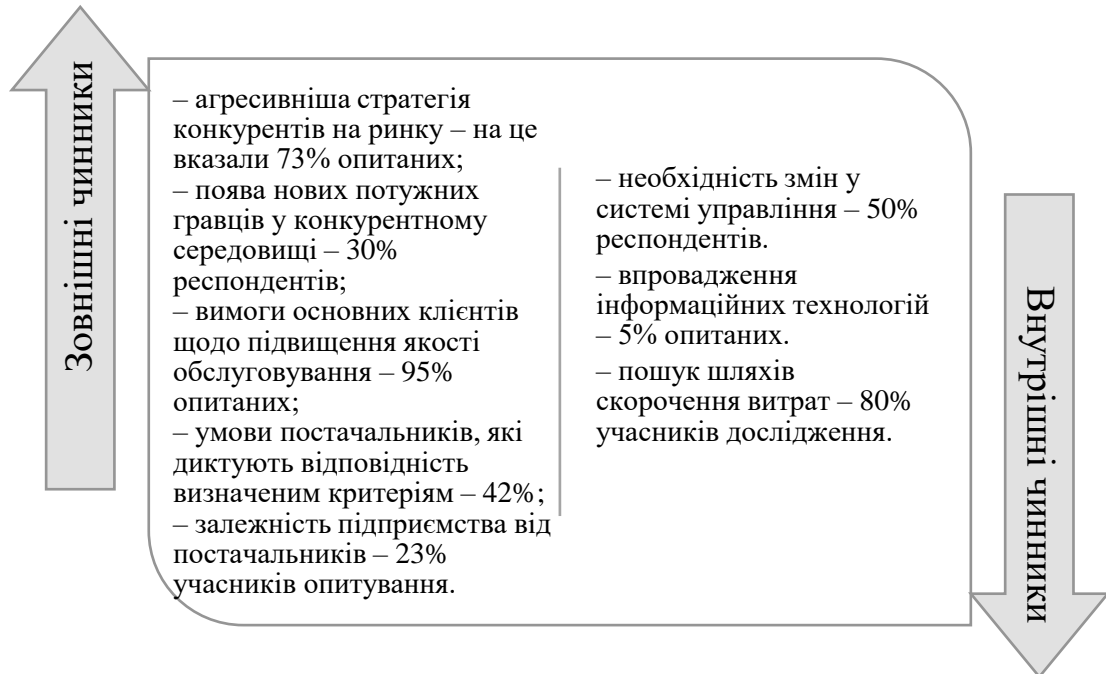 Зовнішні чинники
– агресивніша стратегія
конкурентів на ринку – на це
вказали 73% опитаних;
– поява нових потужних
гравців у конкурентному
середовищі – 30%
респондентів;
– вимоги основних клієнтів
щодо підвищення якості
обслуговування – 95%
опитаних;
– умови постачальників, які
диктують відповідність
визначеним критеріям – 42%;
– залежність підприємства від
постачальників – 23%
учасників опитування.
– необхідність змін у
системі управління – 50%
респондентів.
– впровадження
інформаційних технологій
– 5% опитаних.
– пошук шляхів
скорочення витрат – 80%
учасників дослідження.
Внутрішні чинники